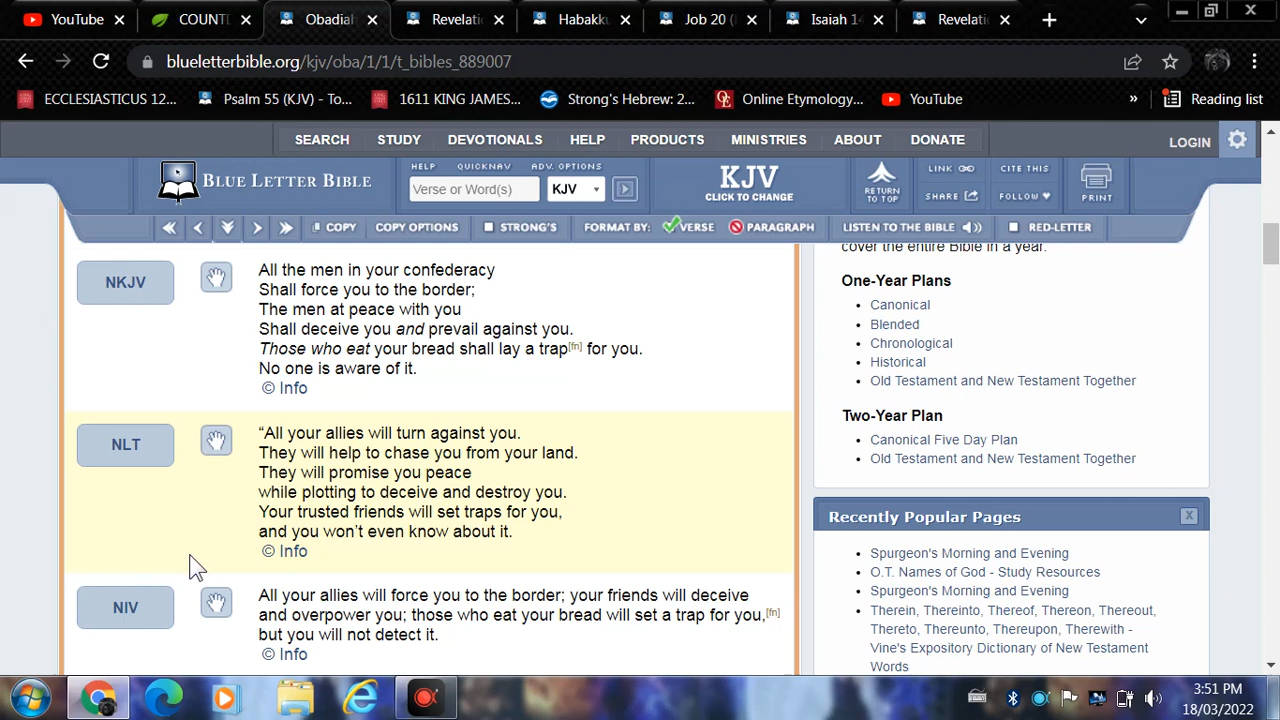 YouTube
COUNTL
Obadiah
Revelati
Habakku
Job 20 (
Isaiah 14
Revelati
blueletterbible.org/kjv/oba/1/1/t_bibles_889007
ECCLESIASTICUS 12...
Psalm 55 (KJV) - To...
1611 KING JAMES...
Strong's Hebrew: 2...
Online Etymology...
YouTube
»
Reading list
SEARCH STUDY DEVOTIONALS HELP PRODUCTS MINISTRIES ABOUT DONATE
LOGIN
BLUE LETTER BIBLE
HELP QUICKNAV ADV. OPTIONS
Verse or Word(s)
KJV
KJV
CLICK TO CHANGE
RETURN
TO TOP
LINK
CITE THIS
SHARE
FOLLOW
PRINT
COPY
COPY OPTIONS
STRONG'S
FORMAT BY:
VERSE
PARAGRAPH
LISTEN TO THE BIBLE
RED-LETTER
NKJV
All the men in your confederacy
Shall force you to the border;
The men at peace with you
Shall deceive you and prevail against you.
Those who eat your bread shall lay a trap[fn] for you.
No one is aware of it.
© Info
NLT
“All your allies will turn against you.
They will help to chase you from your land.
They will promise you peace
while plotting to deceive and destroy you.
Your trusted friends will set traps for you,
and you won’t even know about it.
© Info
NIV
All your allies will force you to the border; your friends will deceive
and overpower you; those who eat your bread will set a trap for you,[fn]
but you will not detect it.
© Info
cover the entire Bible in a year.
One-Year Plans
• Canonical
• Blended
• Chronological
• Historical
• Old Testament and New Testament Together
Two-Year Plan
• Canonical Five Day Plan
• Old Testament and New Testament Together
Recently Popular Pages
X
• Spurgeon's Morning and Evening
• O.T. Names of God - Study Resources
• Spurgeon's Morning and Evening
• Therein, Thereinto, Thereof, Thereon, Thereout,
Thereto, Thereunto, Thereupon, Therewith -
Vine's Expository Dictionary of New Testament
Words
3:51 PM
18/03/2022